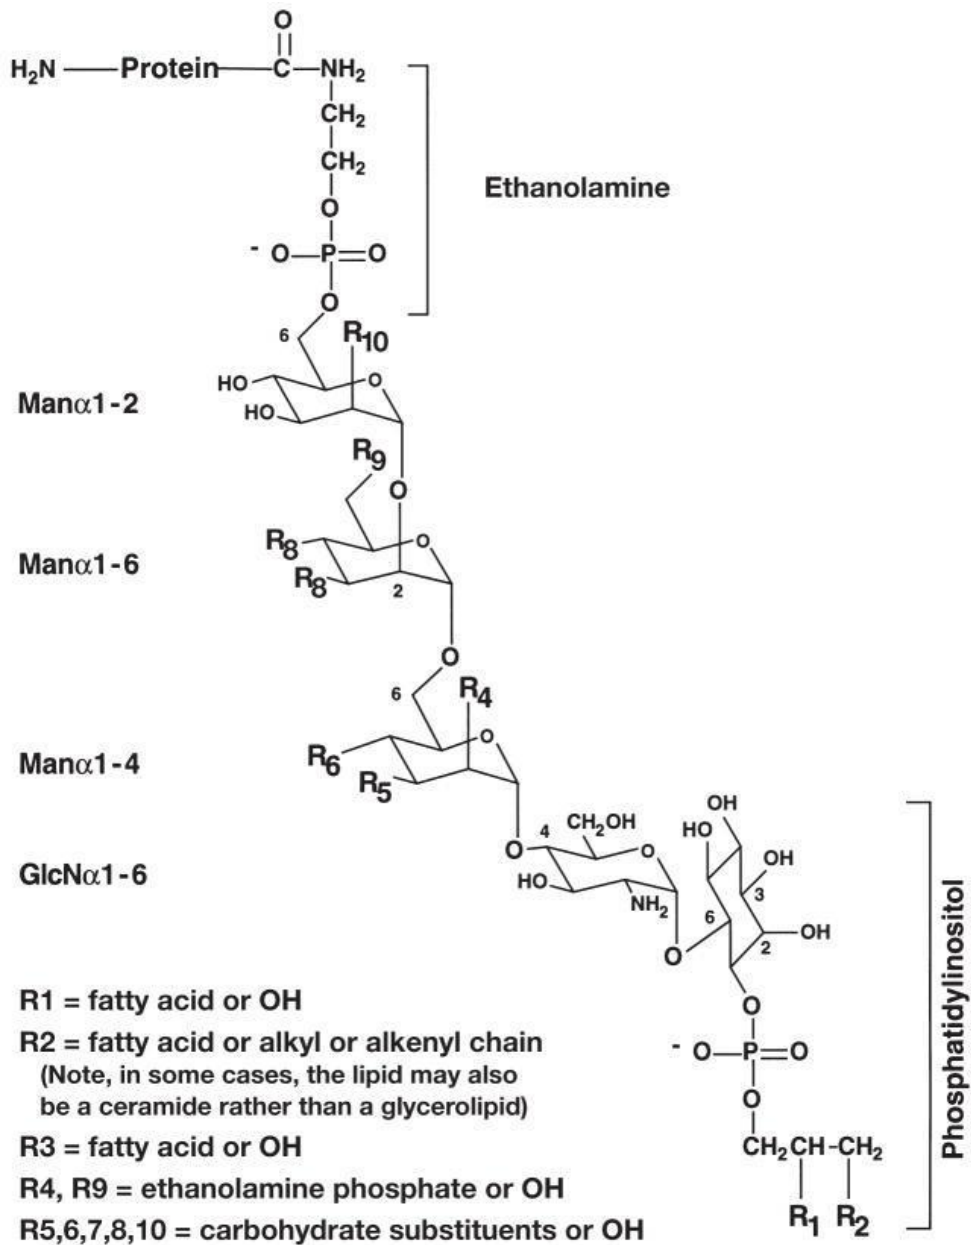 O
H₂N Protein C NH₂
CH₂
CH₂
Ethanolamine
O
- O P O
O
6 R10
HO O
Manα1-2
HO
R9
O
R8 O
Manα1-6
R8 2
O
6 R4
R6 O
Manα1-4
R5
OH
CH₂OH HO
O 4 O OH
GlcNα1-6
HO 3
NH₂ 6 OH
2
O
Phosphatidylinositol
R1 = fatty acid or OH
O
R2 = fatty acid or alkyl or alkenyl chain
- O P O
(Note, in some cases, the lipid may also
be a ceramide rather than a glycerolipid)
O
R3 = fatty acid or OH
CH₂CH-CH₂
R4, R9 = ethanolamine phosphate or OH
R1 R2
R5,6,7,8,10 = carbohydrate substituents or OH